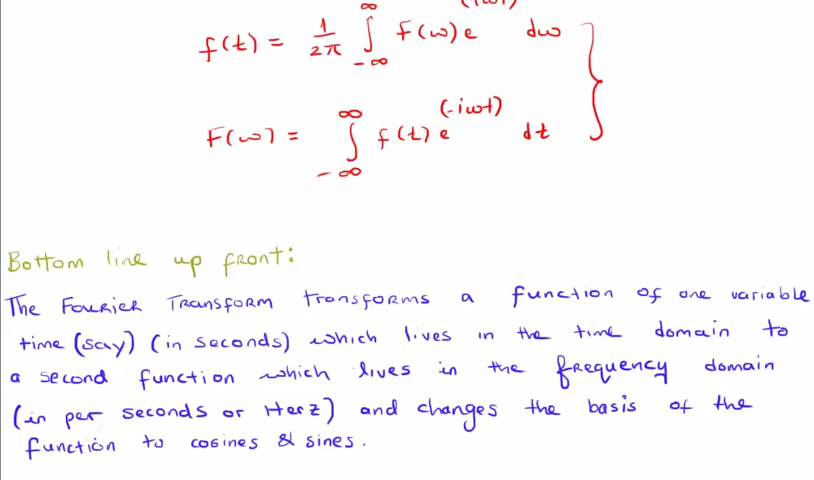 f(t) = 1/2π ∫_{-∞}^{∞} F(ω) e^{(iωt)} dω
F(ω) = ∫_{-∞}^{∞} f(t) e^{(-iωt)} dt
Bottom line up front:
The Fourier Transform transforms a function of one variable
time (say) (in seconds) which lives in the time domain to
a second function which lives in the frequency domain
(in per seconds or Herz) and changes the basis of the
function to cosines & sines.